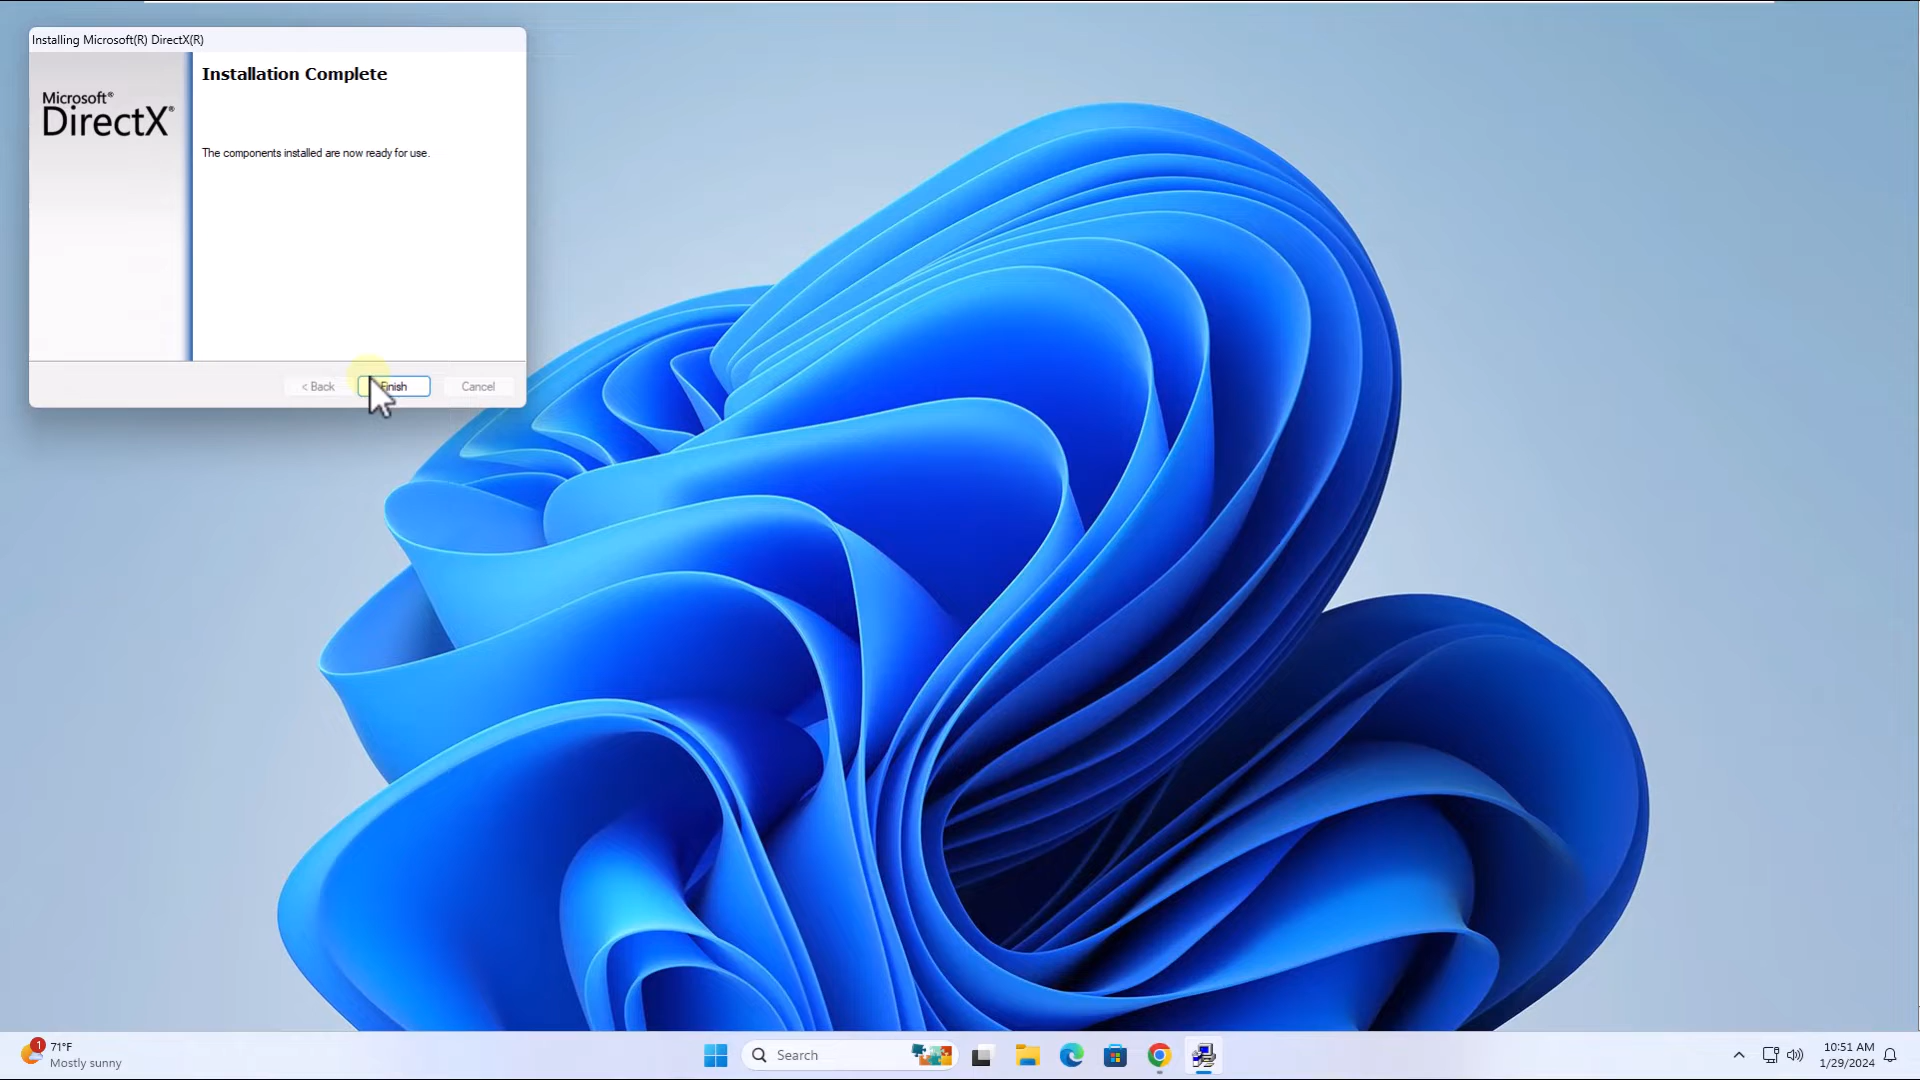 Installing Microsoft(R) DirectX(R)
Installation Complete
Microsoft®
DirectX®
The components installed are now ready for use.
< Back
Finish
Cancel
1
71°F
Mostly sunny
Search
10:51 AM
1/29/2024